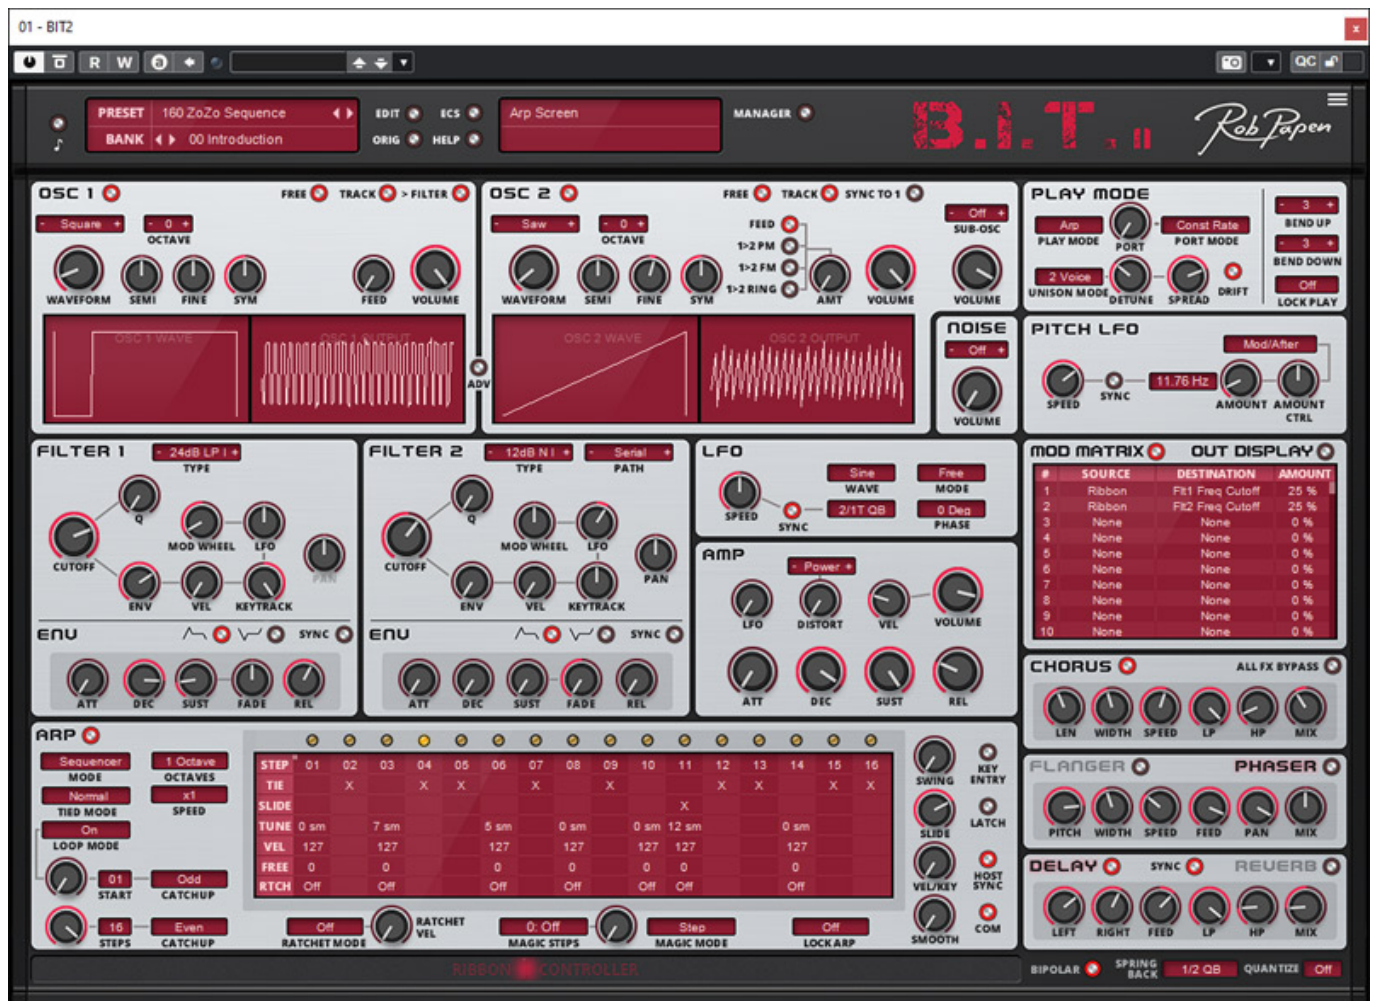 01 - BIT2
R W QC
PRESET 160 ZoZo Sequence
BANK 00 Introduction
EDIT ECS
ORIG HELP
Arp Screen
MANAGER
B.I.T. II
Rob Papen
OSC 1 FREE TRACK > FILTER
- Square + - 0 +
OCTAVE
WAVEFORM SEMI FINE SYM FEED VOLUME
OSC 1 WAVE OSC 1 OUTPUT
ADV
OSC 2 FREE TRACK SYNC TO 1
- Saw + - 0 +
OCTAVE
FEED
1>2 PM
1>2 FM
1>2 RING
- Off +
SUB-OSC
WAVEFORM SEMI FINE SYM AMT VOLUME VOLUME
OSC 2 WAVE OSC 2 OUTPUT
NOISE
- Off +
VOLUME
PLAY MODE
Arp Const Rate
PLAY MODE PORT PORT MODE
2 Voice
UNISON MODE DETUNE SPREAD DRIFT
- 3 +
BEND UP
- 3 +
BEND DOWN
Off
LOCK PLAY
PITCH LFO
Mod/After
11.76 Hz
SPEED SYNC AMOUNT AMOUNT CTRL
FILTER 1 - 24dB LP I +
TYPE
Q
MOD WHEEL LFO
CUTOFF PAN
ENV VEL KEYTRACK
ENV SYNC
ATT DEC SUST FADE REL
FILTER 2 - 12dB N I + - Serial +
TYPE PATH
Q
MOD WHEEL LFO
CUTOFF PAN
ENV VEL KEYTRACK
ENV SYNC
ATT DEC SUST FADE REL
LFO
Sine Free
WAVE MODE
2/1T QB 0 Deg
SPEED SYNC PHASE
AMP
- Power +
LFO DISTORT VEL VOLUME
ATT DEC SUST REL
MOD MATRIX OUT DISPLAY
# SOURCE DESTINATION AMOUNT
1 Ribbon Flt1 Freq Cutoff 25 %
2 Ribbon Flt2 Freq Cutoff 25 %
3 None None 0 %
4 None None 0 %
5 None None 0 %
6 None None 0 %
7 None None 0 %
8 None None 0 %
9 None None 0 %
10 None None 0 %
CHORUS ALL FX BYPASS
LEN WIDTH SPEED LP HP MIX
FLANGER PHASER
PITCH WIDTH SPEED FEED PAN MIX
DELAY SYNC REVERB
LEFT RIGHT FEED LP HP MIX
ARP
Sequencer 1 Octave
MODE OCTAVES
Normal x1
TIED MODE SPEED
On
LOOP MODE
01 Odd
START CATCHUP
16 Even
STEPS CATCHUP
STEP 01 02 03 04 05 06 07 08 09 10 11 12 13 14 15 16
TIE X X X X X X X X X
SLIDE X
TUNE 0 sm 7 sm 5 sm 0 sm 0 sm 12 sm 0 sm
VEL 127 127 127 127 127 127 127
FREE 0 0 0 0 0 0 0
RTCH Off Off Off Off Off Off Off
Off RATCHET VEL 0: Off Step Off
RATCHET MODE MAGIC STEPS MAGIC MODE LOCK ARP
SWING KEY ENTRY
SLIDE LATCH
VEL/KEY HOST SYNC
SMOOTH COM
RIBBON CONTROLLER
BIPOLAR SPRING BACK 1/2 QB QUANTIZE Off